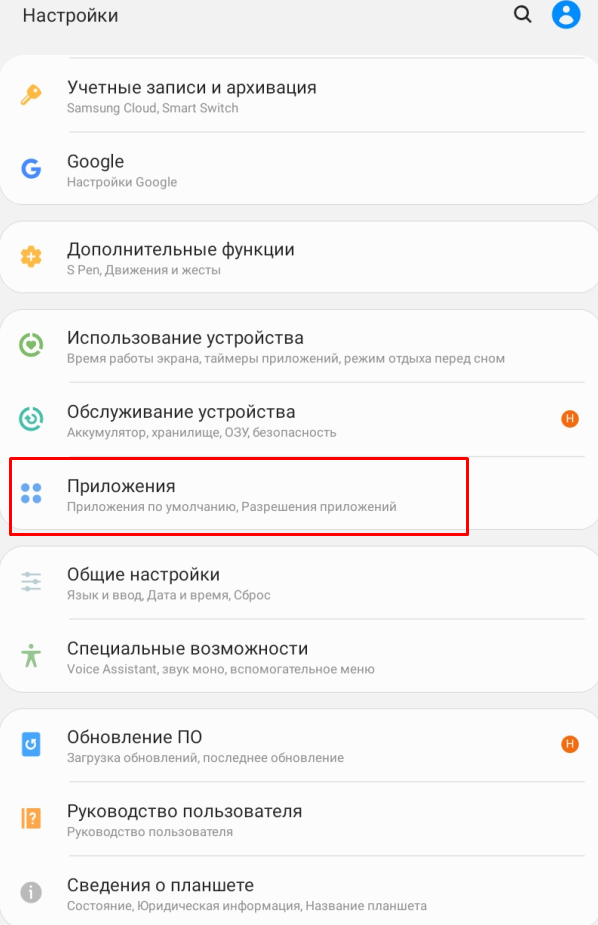 Настройки
Учетные записи и архивация
Samsung Cloud, Smart Switch
G
Google
Настройки Google
Дополнительные функции
S Pen, Движения и жесты
Использование устройства
Время работы экрана, таймеры приложений, режим отдыха перед сном
Обслуживание устройства
Н
Аккумулятор, хранилище, ОЗУ, безопасность
Приложения
Приложения по умолчанию, Разрешения приложений
Общие настройки
Язык и ввод, Дата и время, Сброс
Специальные возможности
Voice Assistant, звук моно, вспомогательное меню
Обновление ПО
Н
Загрузка обновлений, последнее обновление
?
Руководство пользователя
Руководство пользователя
i
Сведения о планшете
Состояние, Юридическая информация, Название планшета